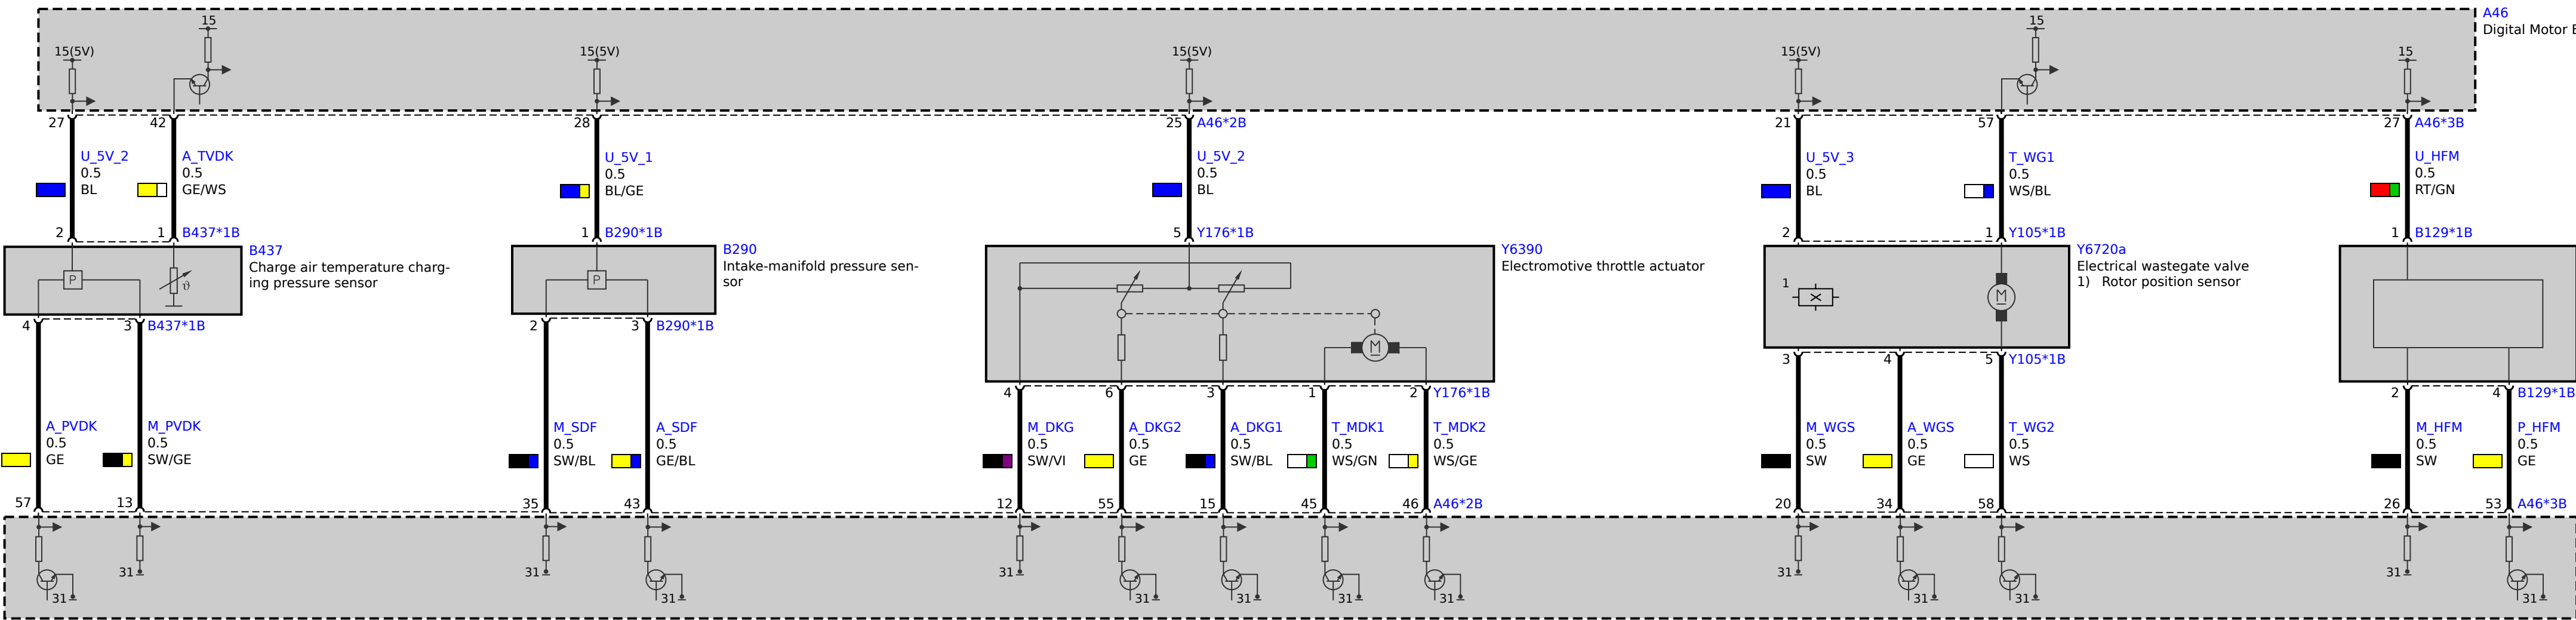 A46
Digital Motor E
15
15(5V)
15(5V)
15(5V)
15(5V)
15
15
27
42
28
25
A46*2B
21
57
27
A46*3B
U_5V_2
0.5
BL
A_TVDK
0.5
GE/WS
U_5V_1
0.5
BL/GE
U_5V_2
0.5
BL
U_5V_3
0.5
BL
T_WG1
0.5
WS/BL
U_HFM
0.5
RT/GN
2
1
B437*1B
1
B290*1B
5
Y176*1B
2
1
Y105*1B
1
B129*1B
B437
Charge air temperature charg-
ing pressure sensor
P
ϑ
B290
Intake-manifold pressure sen-
sor
P
Y6390
Electromotive throttle actuator
M
Y6720a
Electrical wastegate valve
1) Rotor position sensor
1
X
M
4
3
B437*1B
2
3
B290*1B
4
6
3
1
2
Y176*1B
3
4
5
Y105*1B
2
4
B129*1B
A_PVDK
0.5
GE
M_PVDK
0.5
SW/GE
M_SDF
0.5
SW/BL
A_SDF
0.5
GE/BL
M_DKG
0.5
SW/VI
A_DKG2
0.5
GE
A_DKG1
0.5
SW/BL
T_MDK1
0.5
WS/GN
T_MDK2
0.5
WS/GE
M_WGS
0.5
SW
A_WGS
0.5
GE
T_WG2
0.5
WS
M_HFM
0.5
SW
P_HFM
0.5
GE
57
13
35
43
12
55
15
45
46
A46*2B
20
34
58
26
53
A46*3B
31
31
31
31
31
31
31
31
31
31
31
31
31
31